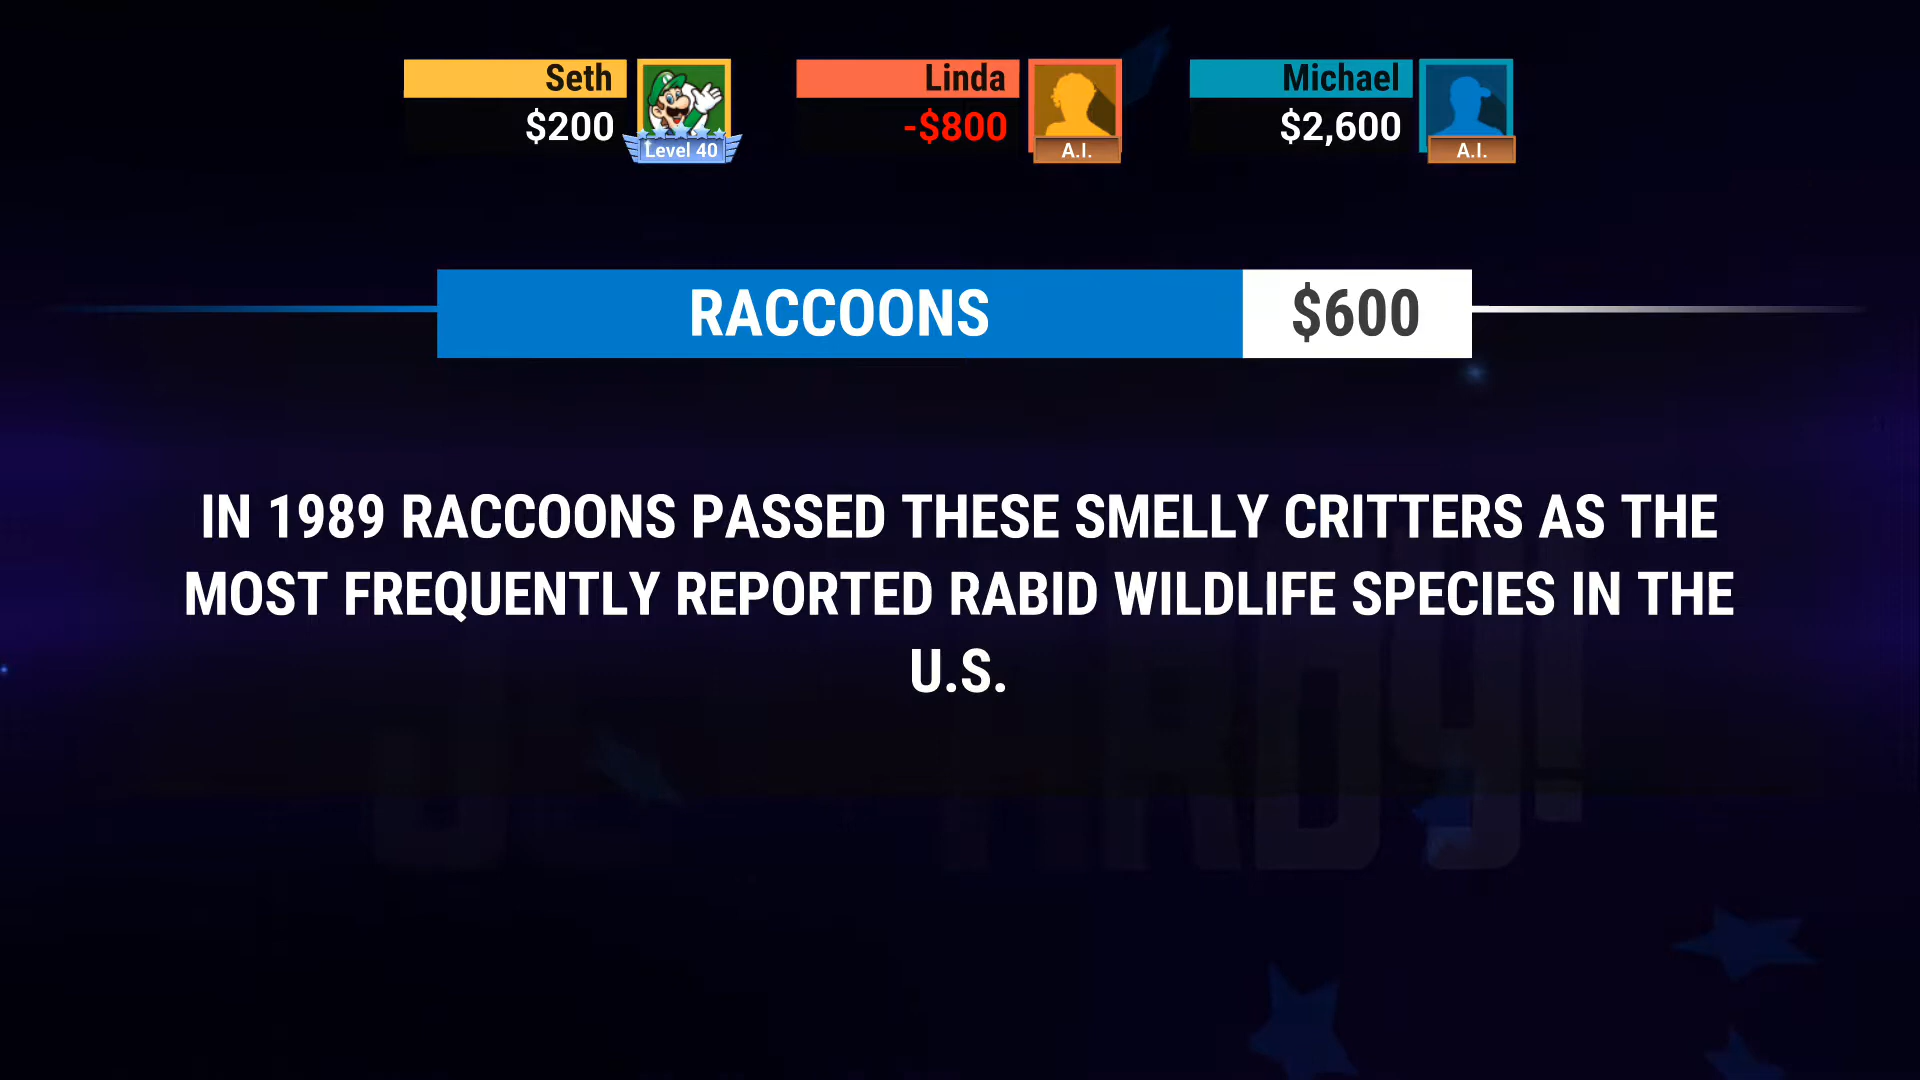 Seth
$200
Level 40
Linda
-$800
A.I.
Michael
$2,600
A.I.
RACCOONS
$600
IN 1989 RACCOONS PASSED THESE SMELLY CRITTERS AS THE
MOST FREQUENTLY REPORTED RABID WILDLIFE SPECIES IN THE
U.S.